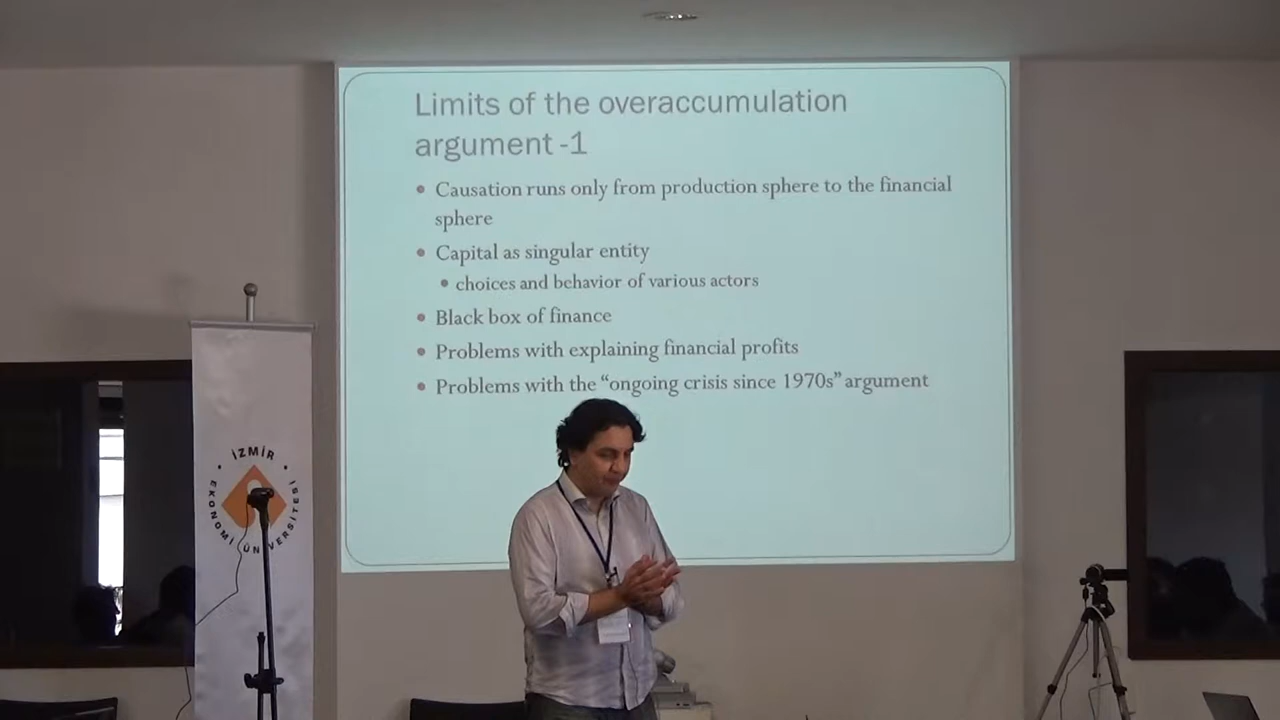 Limits of the overaccumulation
argument -1
• Causation runs only from production sphere to the financial
sphere
• Capital as singular entity
• choices and behavior of various actors
• Black box of finance
• Problems with explaining financial profits
• Problems with the “ongoing crisis since 1970s” argument
İZMİR
EKONOMİ ÜNİVERSİTESİ